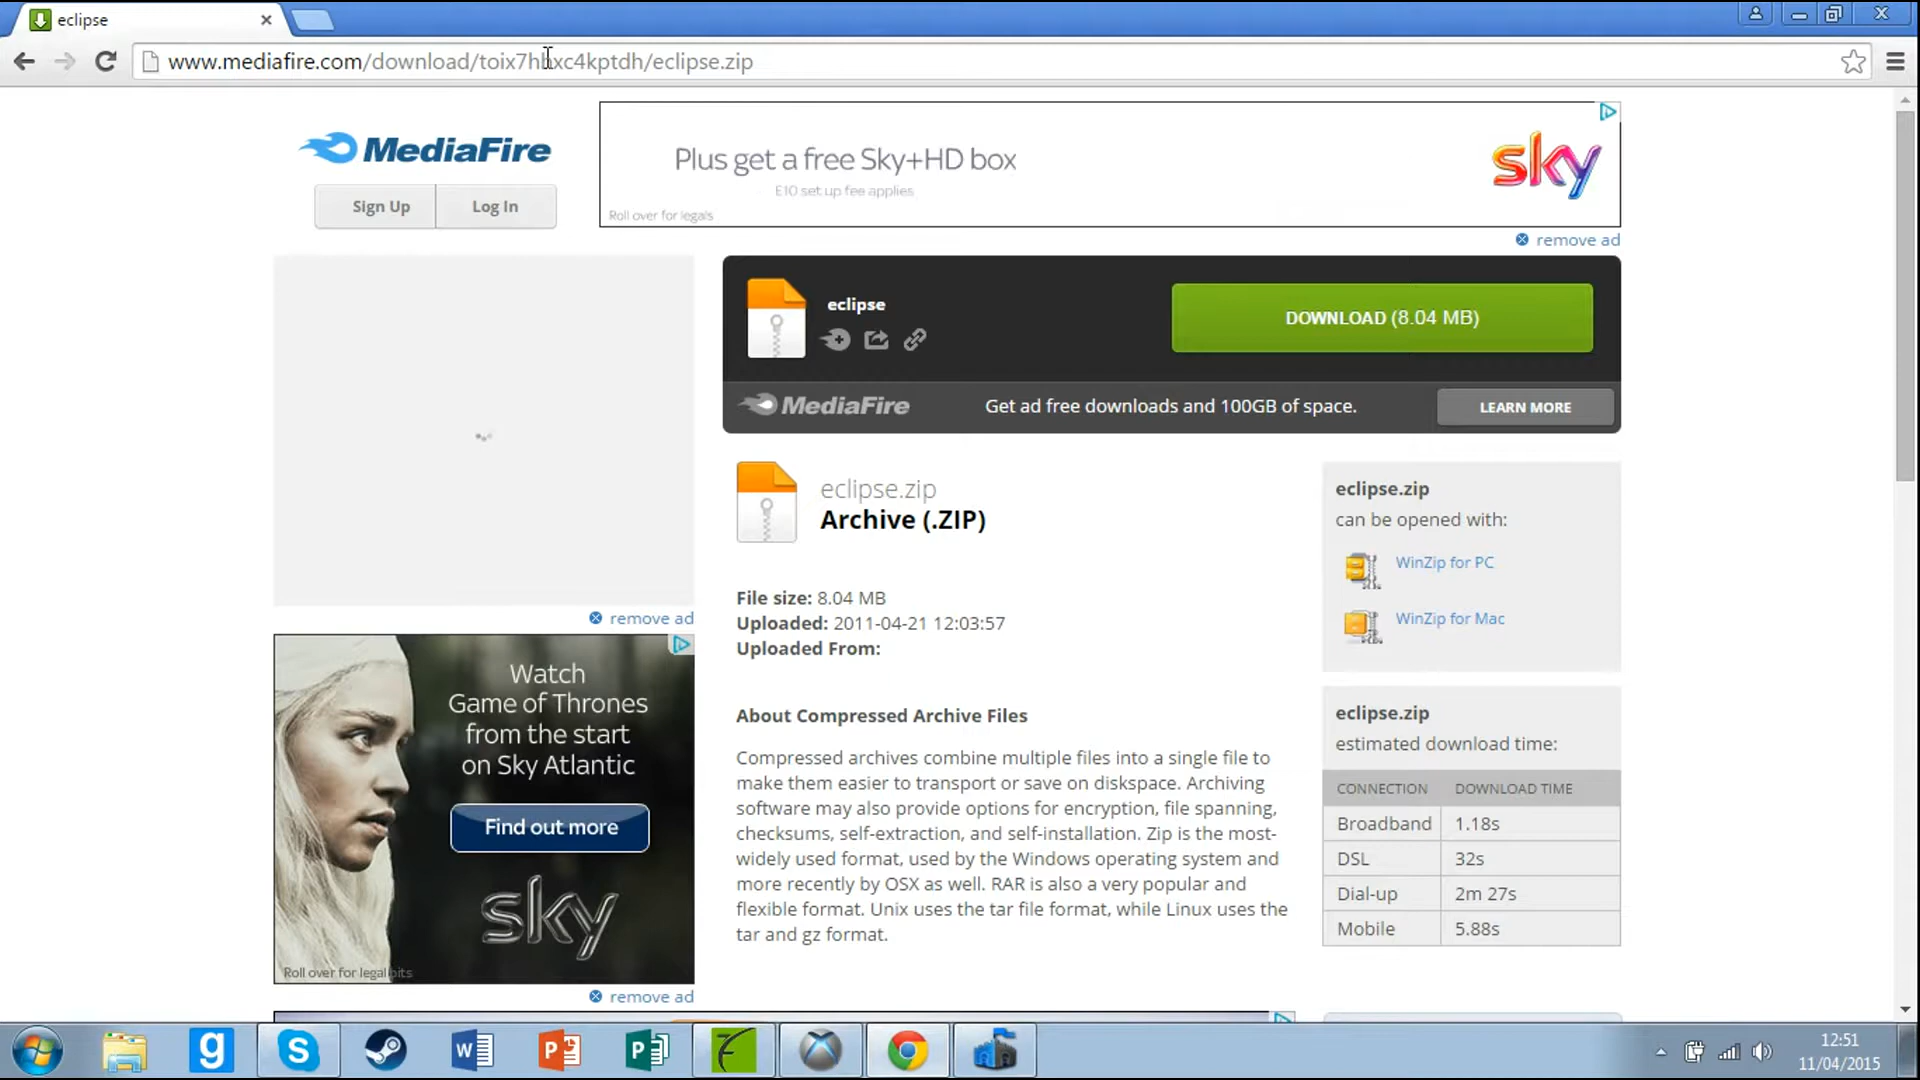 eclipse
www.mediafire.com/download/toix7hbxc4kptdh/eclipse.zip
MediaFire
Sign Up
Log In
Plus get a free Sky+HD box
£10 set up fee applies
Roll over for legals
sky
remove ad
eclipse
DOWNLOAD (8.04 MB)
MediaFire
Get ad free downloads and 100GB of space.
LEARN MORE
remove ad
Watch
Game of Thrones
from the start
on Sky Atlantic
Find out more
sky
Roll over for legal bits
remove ad
eclipse.zip
Archive (.ZIP)
File size: 8.04 MB
Uploaded: 2011-04-21 12:03:57
Uploaded From:
About Compressed Archive Files
Compressed archives combine multiple files into a single file to
make them easier to transport or save on diskspace. Archiving
software may also provide options for encryption, file spanning,
checksums, self-extraction, and self-installation. Zip is the most-
widely used format, used by the Windows operating system and
more recently by OSX as well. RAR is also a very popular and
flexible format. Unix uses the tar file format, while Linux uses the
tar and gz format.
eclipse.zip
can be opened with:
WinZip for PC
WinZip for Mac
eclipse.zip
estimated download time:
CONNECTION DOWNLOAD TIME
Broadband 1.18s
DSL 32s
Dial-up 2m 27s
Mobile 5.88s
g
S
W
P
P
12:51
11/04/2015